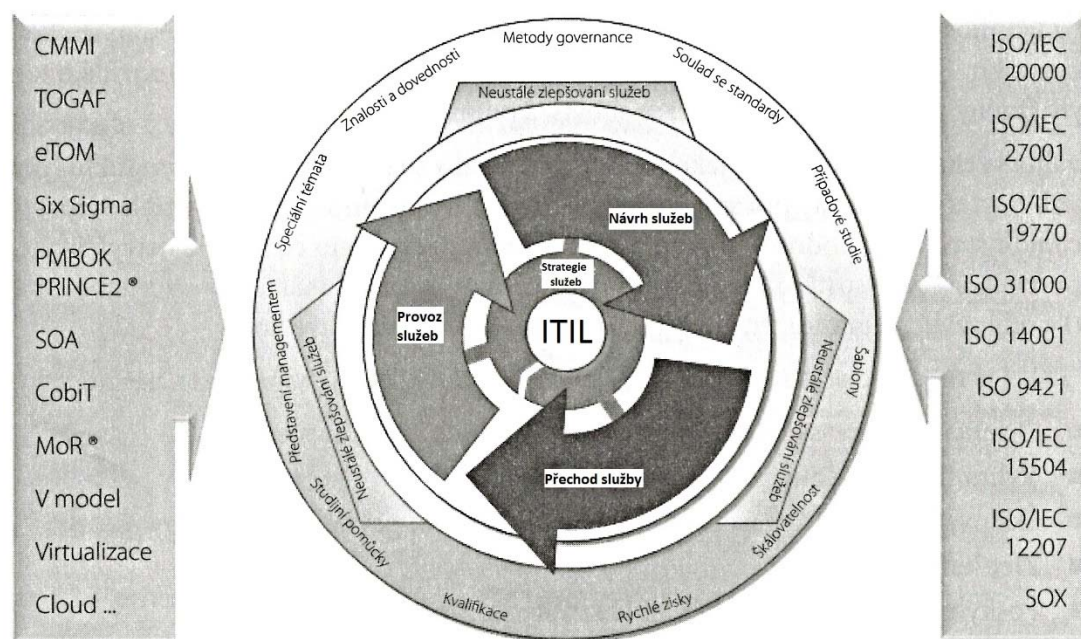 CMMI
TOGAF
eTOM
Six Sigma
PMBOK
PRINCE2 ®
SOA
CobiT
MoR ®
V model
Virtualizace
Cloud ...
Metody governance
Soulad se standardy
Případové studie
Šablony
Škálovatelnost
Rychlé zisky
Kvalifikace
Studijní pomůcky
Představení managementem
Speciální témata
Znalosti a dovednosti
Neustálé zlepšování služeb
Neustálé zlepšování služeb
Neustálé zlepšování služeb
Návrh služeb
Strategie
služeb
ITIL
Provoz
služeb
Přechod služby
ISO/IEC
20000
ISO/IEC
27001
ISO/IEC
19770
ISO 31000
ISO 14001
ISO 9421
ISO/IEC
15504
ISO/IEC
12207
SOX